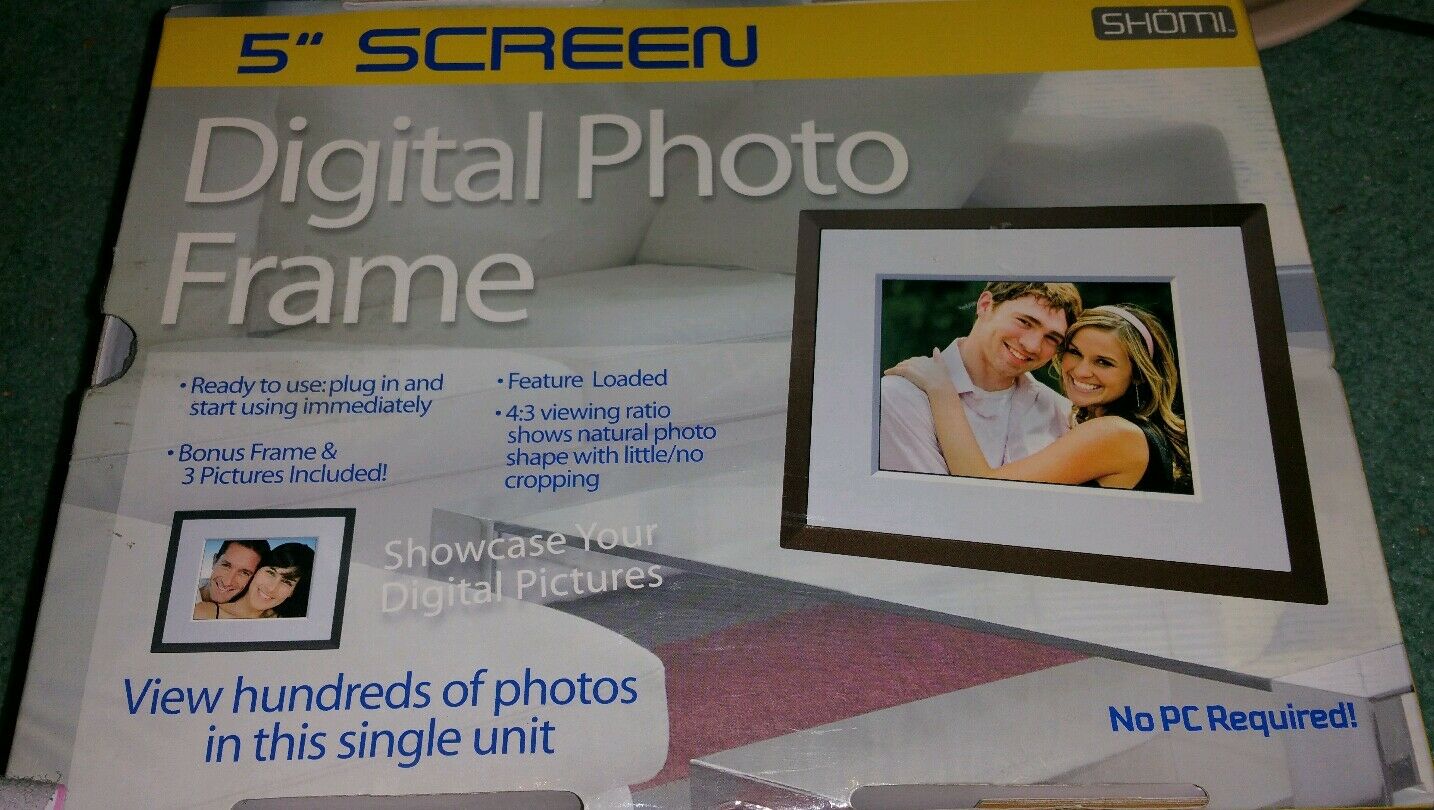 5" SCREEN
SHÖMI™
Digital Photo
Frame
• Ready to use: plug in and
start using immediately
• Bonus Frame &
3 Pictures Included!
• Feature Loaded
• 4:3 viewing ratio
shows natural photo
shape with little/no
cropping
Showcase Your
Digital Pictures
View hundreds of photos
in this single unit
No PC Required!